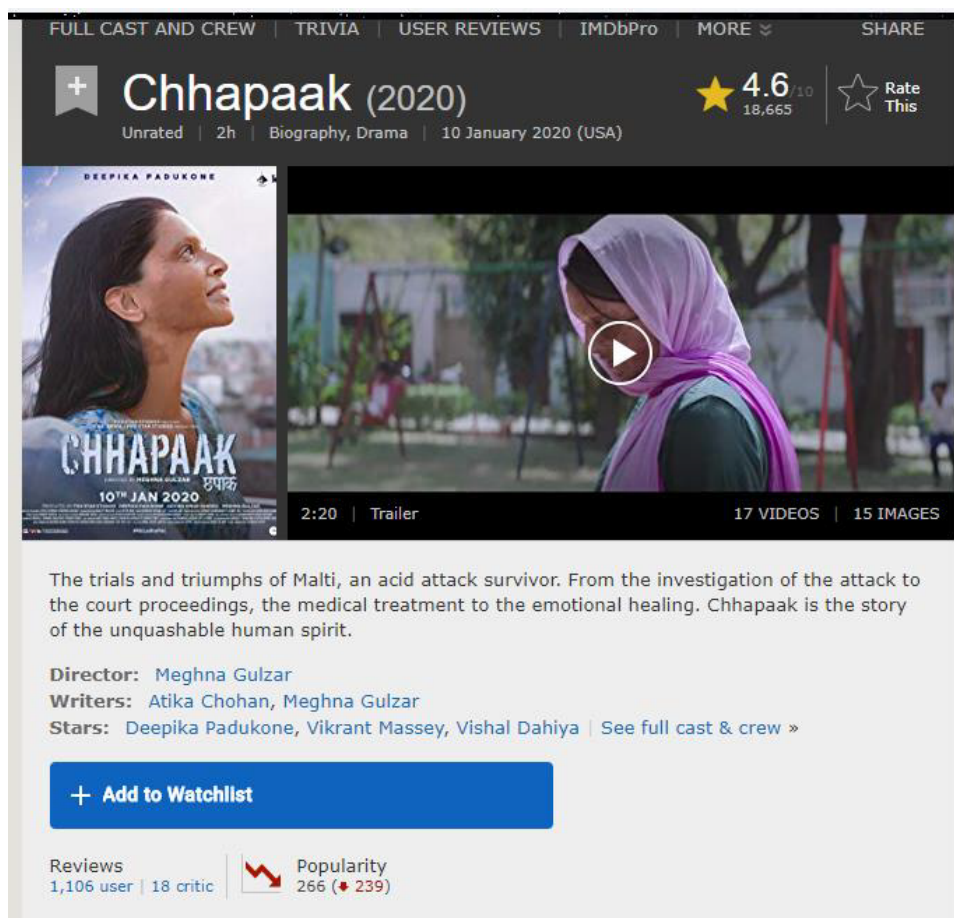 FULL CAST AND CREW | TRIVIA | USER REVIEWS | IMDbPro | MORE | SHARE
Chhapaak (2020)
4.6/10
18,665
Rate This
Unrated | 2h | Biography, Drama | 10 January 2020 (USA)
DEEPIKA PADUKONE
CHHAPAAK
DIRECTED BY MEGHNA GULZAR
छपाक
10TH JAN 2020
2:20 | Trailer
17 VIDEOS | 15 IMAGES
The trials and triumphs of Malti, an acid attack survivor. From the investigation of the attack to
the court proceedings, the medical treatment to the emotional healing. Chhapaak is the story
of the unquashable human spirit.
Director: Meghna Gulzar
Writers: Atika Chohan, Meghna Gulzar
Stars: Deepika Padukone, Vikrant Massey, Vishal Dahiya | See full cast & crew »
+ Add to Watchlist
Reviews
1,106 user | 18 critic
Popularity
266 (239)